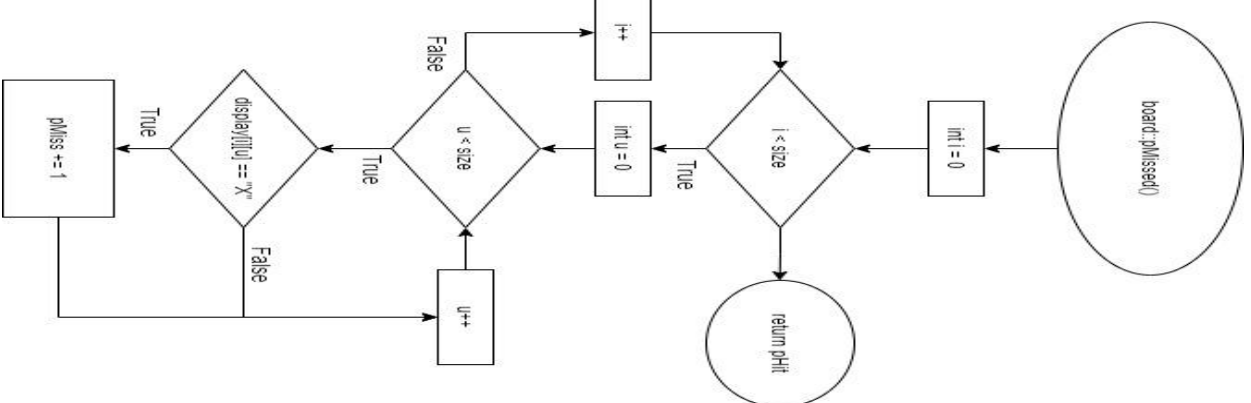 board::pMissed()
int i = 0
i < size
True
return pHit
int u = 0
i++
u < size
False
True
u++
display[i][u] == "X"
False
True
pMiss += 1